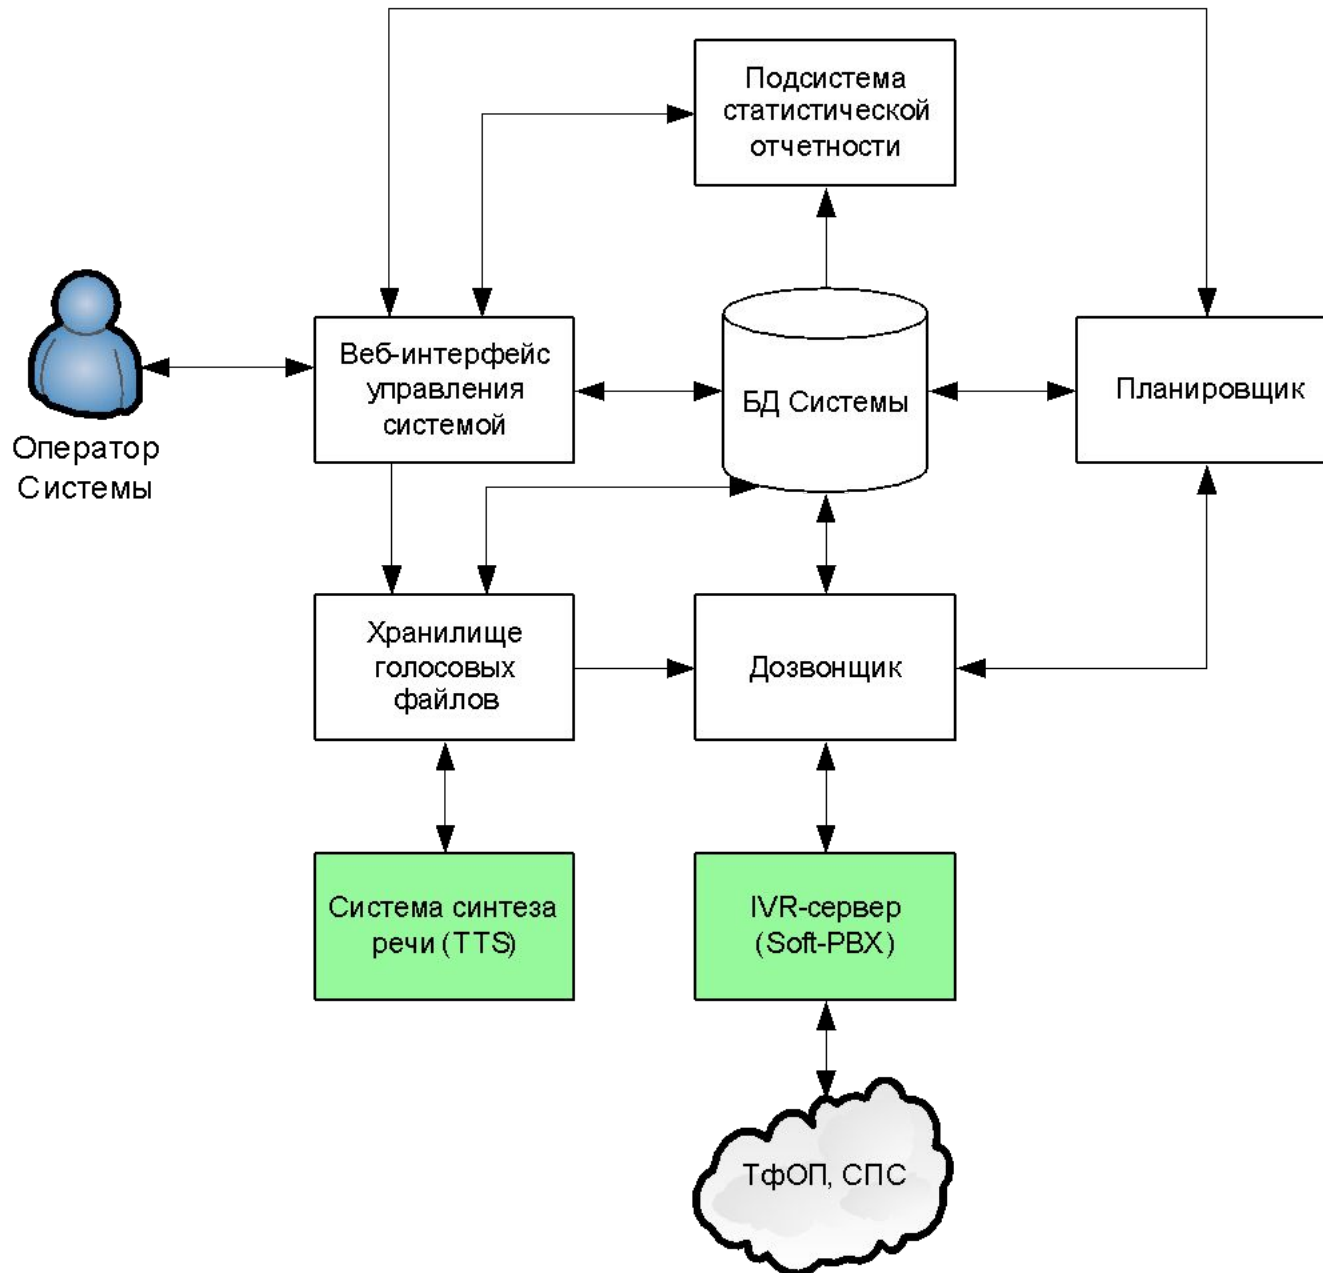 Подсистема
статистической
отчетности
Веб-интерфейс
управления
системой
БД Системы
Планировщик
Оператор
Системы
Хранилище
голосовых
файлов
Дозвонщик
Система синтеза
речи (TTS)
IVR-сервер
(Soft-PBX)
ТфОП, СПС